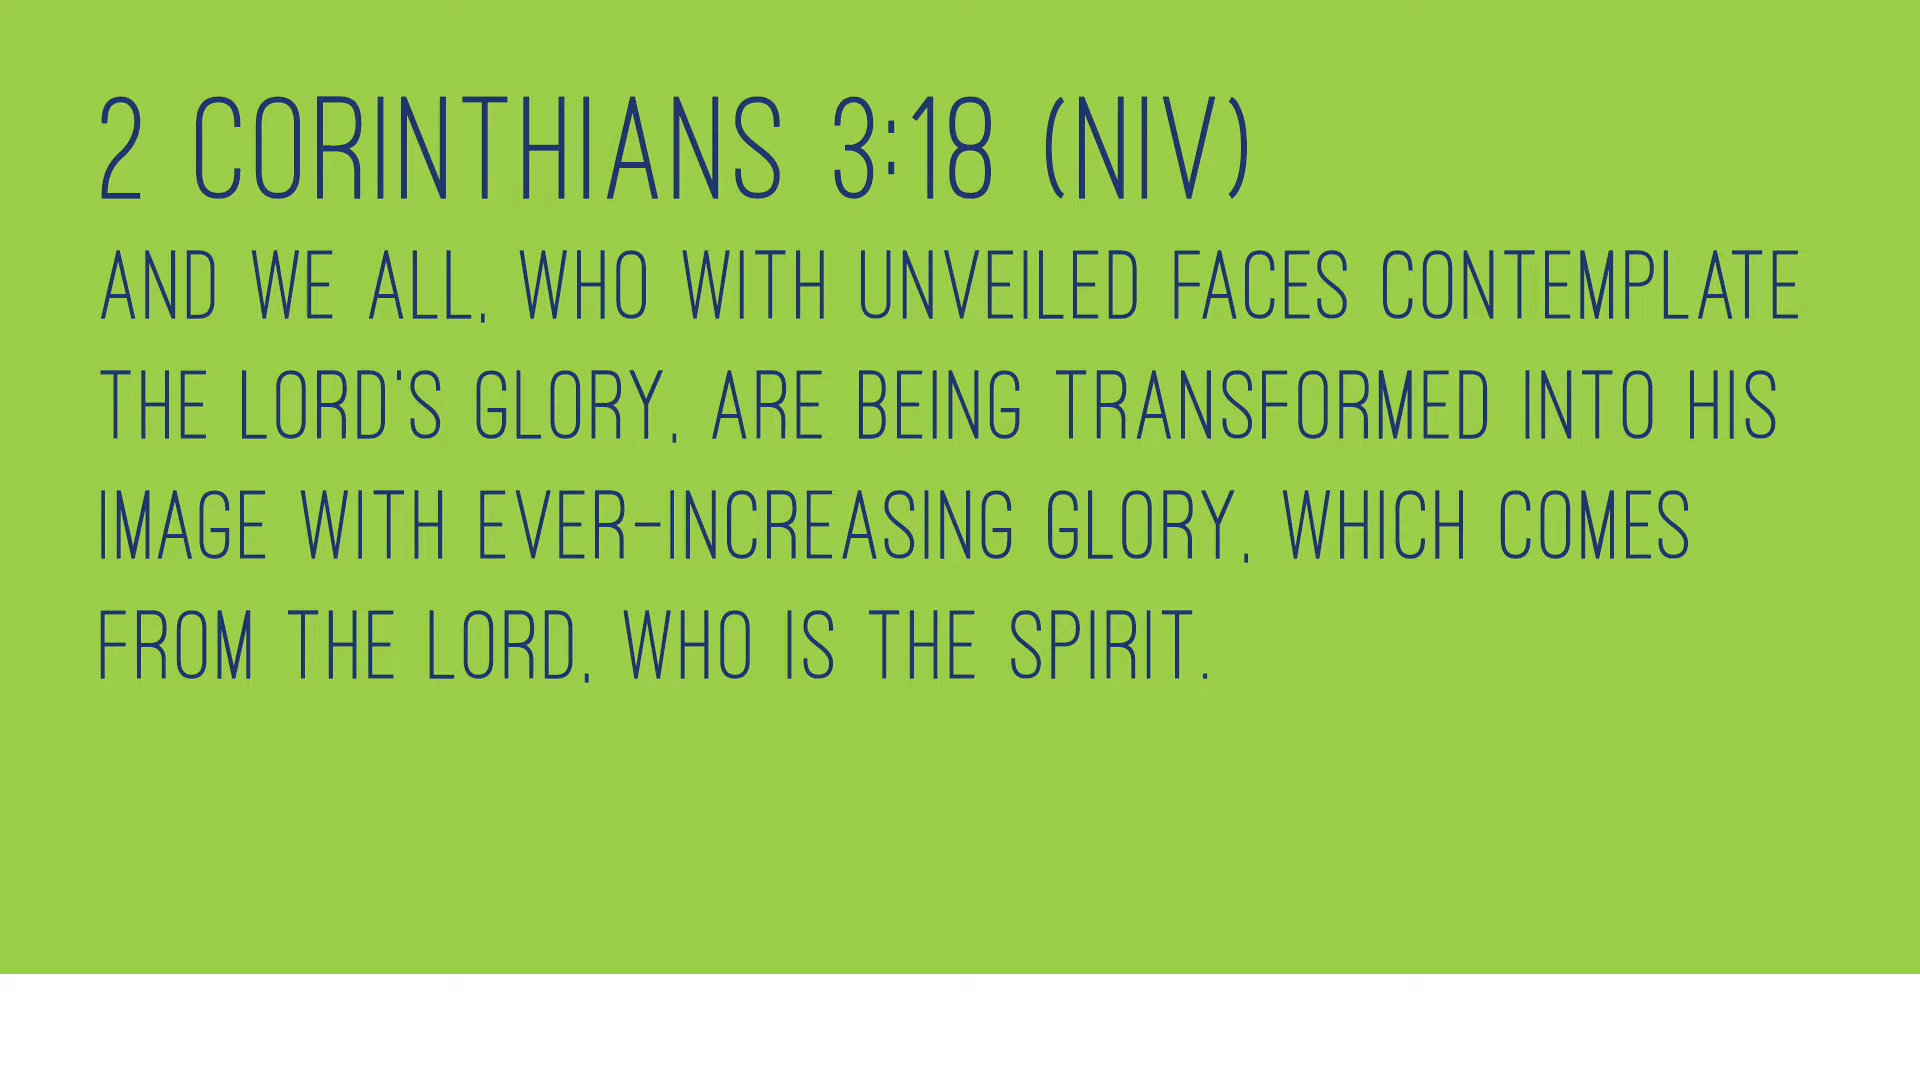 2 CORINTHIANS 3:18 (NIV)
AND WE ALL, WHO WITH UNVEILED FACES CONTEMPLATE
THE LORD'S GLORY, ARE BEING TRANSFORMED INTO HIS
IMAGE WITH EVER-INCREASING GLORY, WHICH COMES
FROM THE LORD, WHO IS THE SPIRIT.